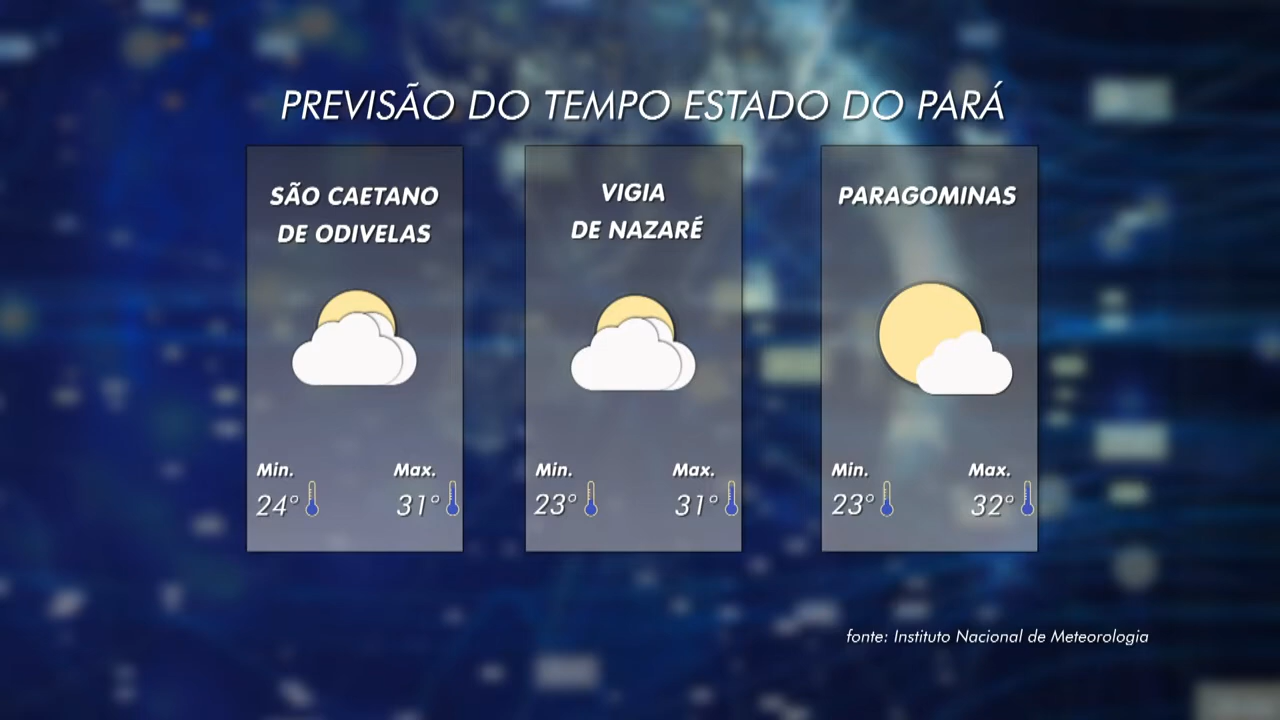 PREVISÃO DO TEMPO ESTADO DO PARÁ
SÃO CAETANO
DE ODIVELAS
Min. Max.
24° 31°
VIGIA
DE NAZARÉ
Min. Max.
23° 31°
PARAGOMINAS
Min. Max.
23° 32°
fonte: Instituto Nacional de Meteorologia